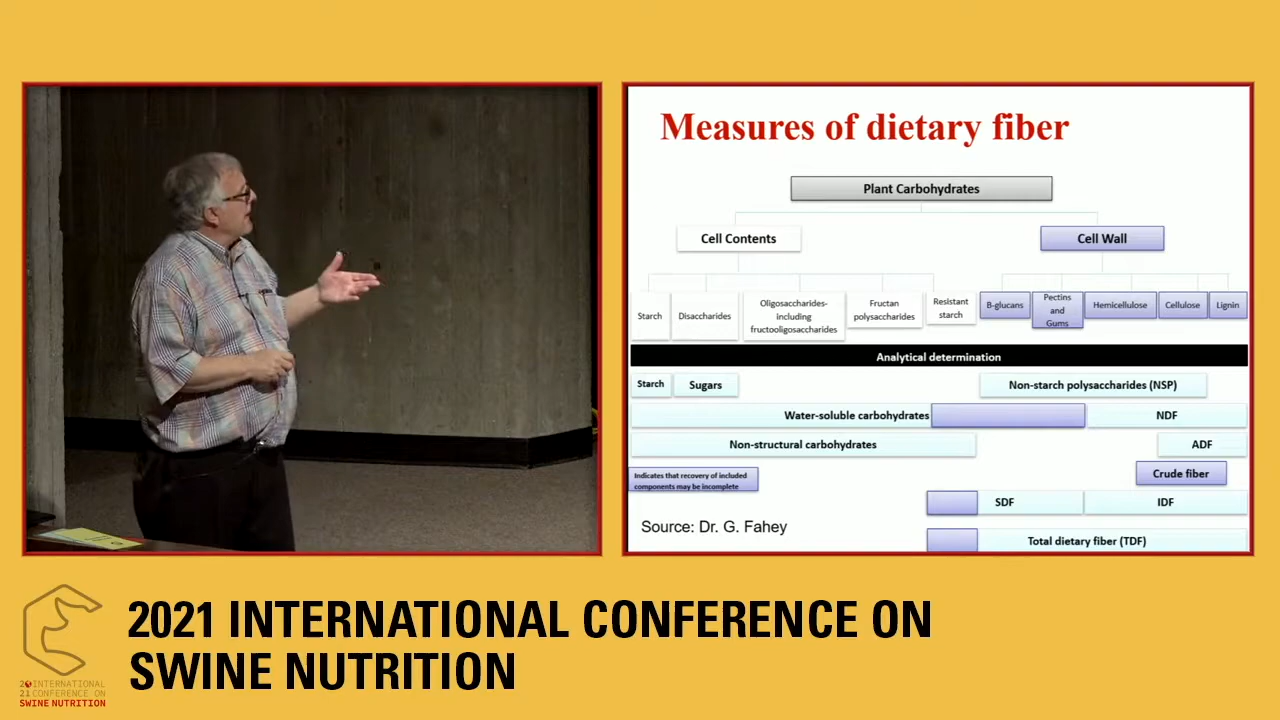 Measures of dietary fiber
Plant Carbohydrates
Cell Contents
Cell Wall
Starch
Disaccharides
Oligosaccharides-
including
fructooligosaccharides
Fructan
polysaccharides
Resistant
starch
B-glucans
Pectins
and
Gums
Hemicellulose
Cellulose
Lignin
Analytical determination
Starch
Sugars
Non-starch polysaccharides (NSP)
Water-soluble carbohydrates
NDF
Non-structural carbohydrates
ADF
Indicates that recovery of included
components may be incomplete
Crude fiber
SDF
IDF
Source: Dr. G. Fahey
Total dietary fiber (TDF)
2021 INTERNATIONAL CONFERENCE ON
SWINE NUTRITION
20 INTERNATIONAL
21 CONFERENCE ON
SWINE NUTRITION